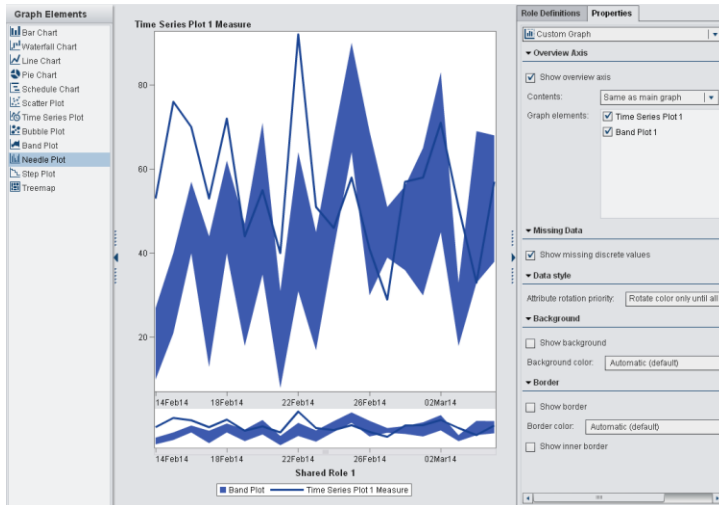 Graph Elements
Bar Chart
Waterfall Chart
Line Chart
Pie Chart
Schedule Chart
Scatter Plot
Time Series Plot
Bubble Plot
Band Plot
Needle Plot
Step Plot
Treemap
Time Series Plot 1 Measure
80
60
40
20
14Feb14 18Feb14 22Feb14 26Feb14 02Mar14
14Feb14 18Feb14 22Feb14 26Feb14 02Mar14
Shared Role 1
Band Plot Time Series Plot 1 Measure
Role Definitions Properties
Custom Graph
Overview Axis
Show overview axis
Contents: Same as main graph
Graph elements: Time Series Plot 1
Band Plot 1
Missing Data
Show missing discrete values
Data style
Attribute rotation priority: Rotate color only until all
Background
Show background
Background color: Automatic (default)
Border
Show border
Border color: Automatic (default)
Show inner border